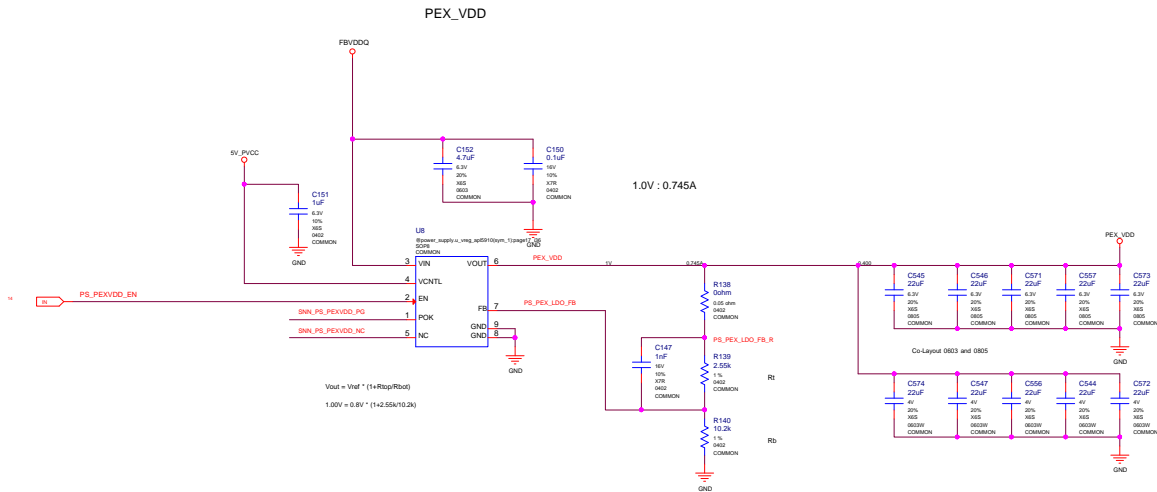 PEX_VDD
FBVDDQ
5V_PVCC
C151
1uF
6.3V
10%
X6S
0402
COMMON
GND
C152
4.7uF
6.3V
20%
X6S
0603
COMMON
C150
0.1uF
16V
10%
X7R
0402
COMMON
GND
1.0V : 0.745A
U8
SOP8
COMMON
3 VIN
VOUT 6
4 VCNTL
2 EN
FB 7
1 POK
GND 9
5 NC
GND 8
GND
14
IN
PS_PEXVDD_EN
SNN_PS_PEXVDD_PG
SNN_PS_PEXVDD_NC
PEX_VDD
1V
0.745A
0.400
PS_PEX_LDO_FB
R138
0ohm
0.05 ohm
0402
COMMON
PS_PEX_LDO_FB_R
C147
1nF
16V
10%
X7R
0402
COMMON
R139
2.55k
1 %
0402
COMMON
Rt
R140
10.2k
1 %
0402
COMMON
Rb
GND
Vout = Vref * (1+Rtop/Rbot)
1.00V = 0.8V * (1+2.55k/10.2k)
PEX_VDD
C545
22uF
6.3V
20%
X6S
0805
COMMON
C546
22uF
6.3V
20%
X6S
0805
COMMON
C571
22uF
6.3V
20%
X6S
0805
COMMON
C557
22uF
6.3V
20%
X6S
0805
COMMON
C573
22uF
6.3V
20%
X6S
0805
COMMON
GND
Co-Layout 0603 and 0805
C574
22uF
4V
20%
X6S
0603W
COMMON
C547
22uF
4V
20%
X6S
0603W
COMMON
C556
22uF
4V
20%
X6S
0603W
COMMON
C544
22uF
4V
20%
X6S
0603W
COMMON
C572
22uF
4V
20%
X6S
0603W
COMMON
GND